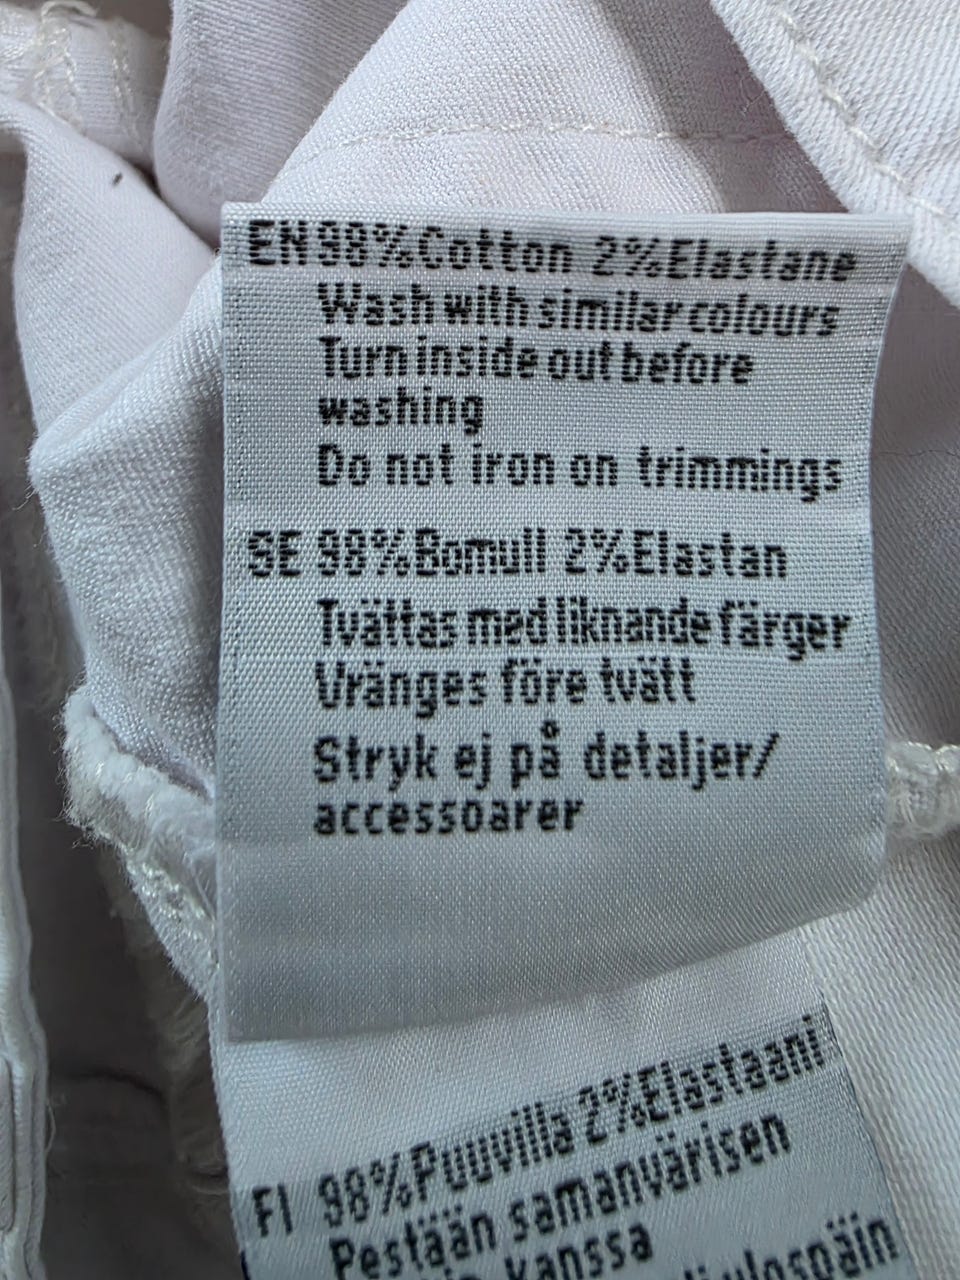 EN 98% Cotton 2% Elastane
Wash with similar colours
Turn inside out before
washing
Do not iron on trimmings
SE 98% Bomull 2% Elastan
Tvättas med liknande färger
Uränges före tvätt
Stryk ej på detaljer/
accessoarer
FI 98% Puuvilla 2% Elastaani
Pestään samanvärisen
kanssa